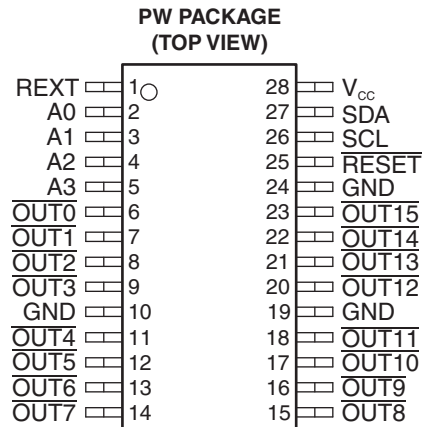 PW PACKAGE
(TOP VIEW)
REXT 1 28 VCC
A0 2 27 SDA
A1 3 26 SCL
A2 4 25 RESET
A3 5 24 GND
OUT0 6 23 OUT15
OUT1 7 22 OUT14
OUT2 8 21 OUT13
OUT3 9 20 OUT12
GND 10 19 GND
OUT4 11 18 OUT11
OUT5 12 17 OUT10
OUT6 13 16 OUT9
OUT7 14 15 OUT8